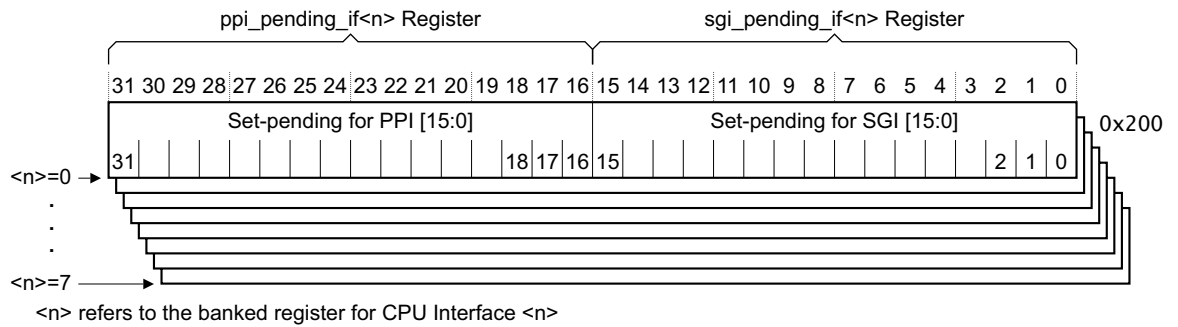 ppi_pending_if<n> Register sgi_pending_if<n> Register
31 30 29 28 27 26 25 24 23 22 21 20 19 18 17 16 15 14 13 12 11 10 9 8 7 6 5 4 3 2 1 0
Set-pending for PPI [15:0] Set-pending for SGI [15:0] 0x200
31 18 17 16 15 2 1 0
<n>=0
.
.
.
<n>=7
<n> refers to the banked register for CPU Interface <n>